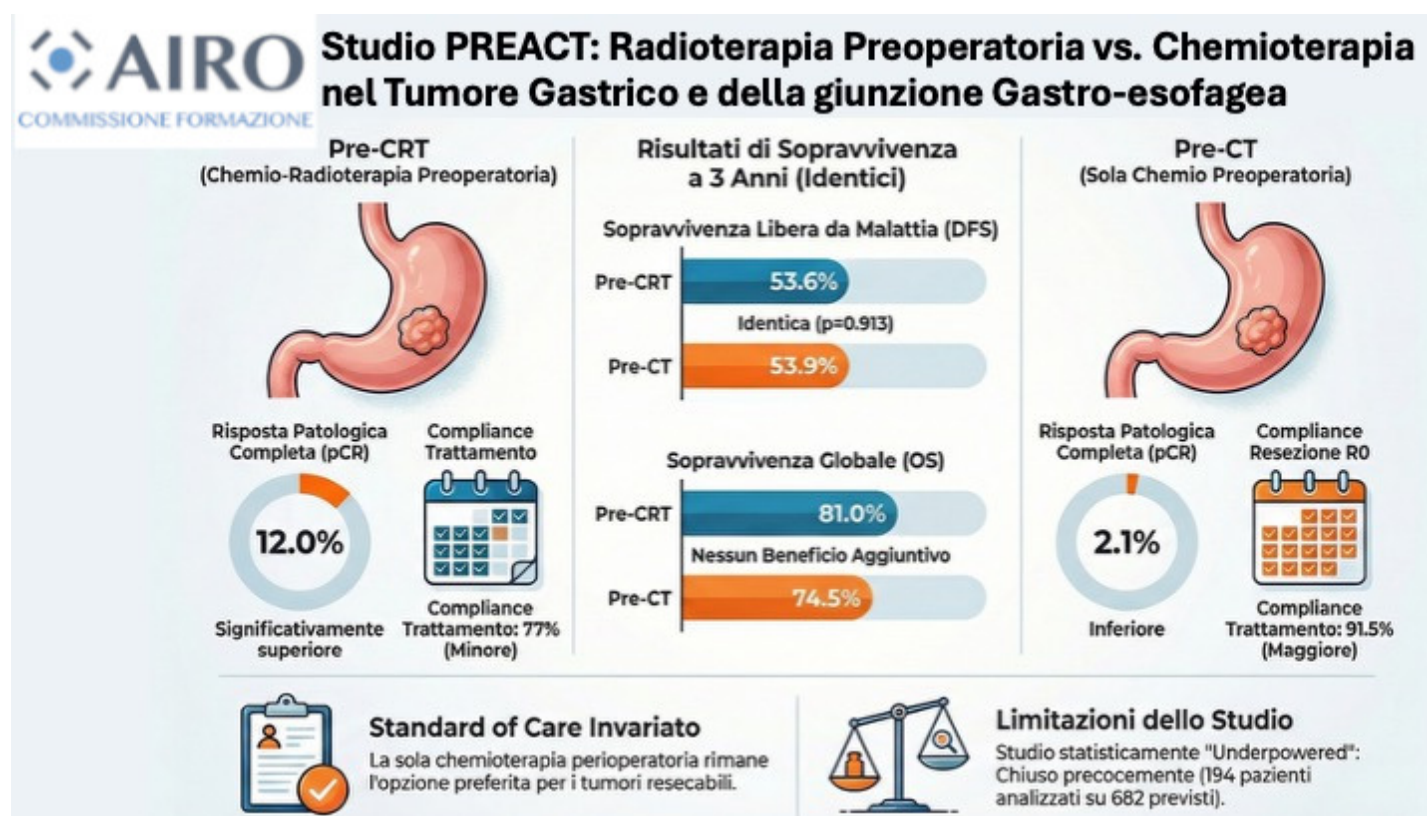 AIRO
COMMISSIONE FORMAZIONE
Studio PREACT: Radioterapia Preoperatoria vs. Chemioterapia
nel Tumore Gastrico e della giunzione Gastro-esofagea
Pre-CRT
(Chemio-Radioterapia Preoperatoria)
Risposta Patologica
Completa (pCR)
12.0%
Significativamente
superiore
Compliance
Trattamento
Compliance
Trattamento: 77%
(Minore)
Risultati di Sopravvivenza
a 3 Anni (Identici)
Sopravvivenza Libera da Malattia (DFS)
Pre-CRT
53.6%
Identica (p=0.913)
Pre-CT
53.9%
Sopravvivenza Globale (OS)
Pre-CRT
81.0%
Nessun Beneficio Aggiuntivo
Pre-CT
74.5%
Pre-CT
(Sola Chemio Preoperatoria)
Risposta Patologica
Completa (pCR)
2.1%
Inferiore
Compliance
Resezione R0
Compliance
Trattamento: 91.5%
(Maggiore)
Standard of Care Invariato
La sola chemioterapia perioperatoria rimane
l'opzione preferita per i tumori resecabili.
Limitazioni dello Studio
Studio statisticamente "Underpowered":
Chiuso precocemente (194 pazienti
analizzati su 682 previsti).